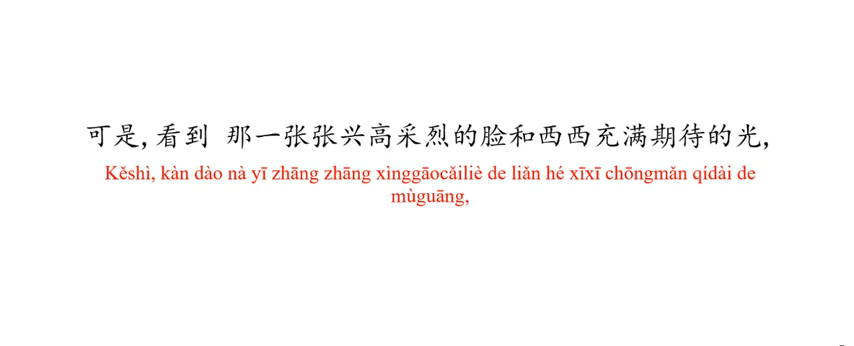 可是,看到 那一张张兴高采烈的脸和西西充满期待的光,
Kěshì, kàn dào nà yī zhāng zhāng xìnggāocǎiliè de liǎn hé xīxī chōngmǎn qídài de
mùguāng,